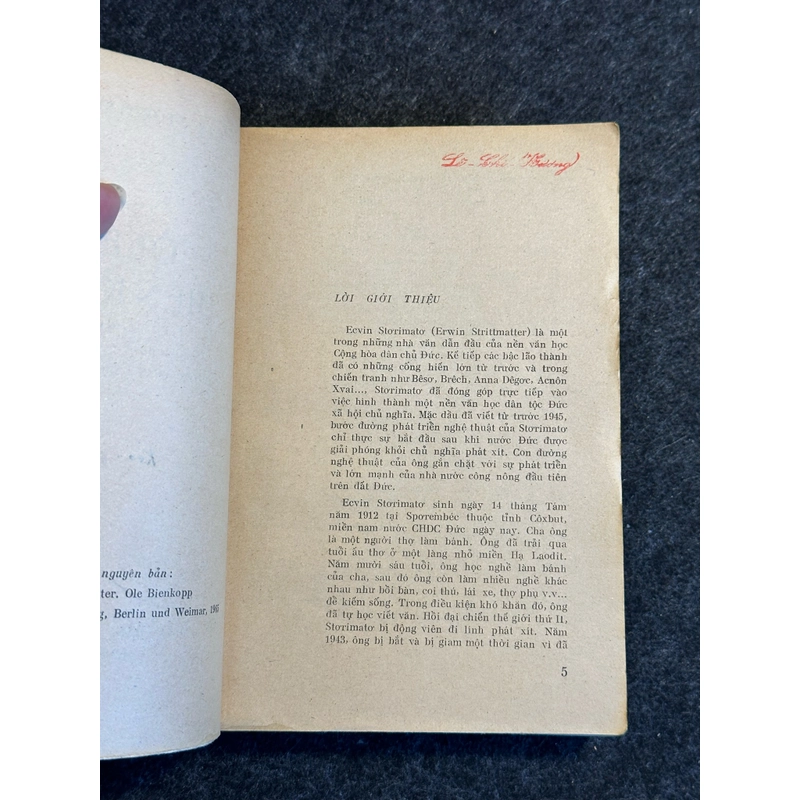 nguyên bản:
ter. Ole Bienkopp
g, Berlin und Weimar, 19
LỜI GIỚI THIỆU
Ecvin Stơrimatơ (Erwin Strittmatter) là một
trong những nhà văn dẫn đầu của nền văn học
Cộng hòa dân chủ Đức. Kế tiếp các bậc lão thành
đã có những cống hiến lớn từ trước và trong
chiến tranh như Bêsơ, Brêch, Anna Dêgơc, Acnôn
Xvai..., Stơrimatơ đã đóng góp trực tiếp vào
việc hình thành một nền văn học dân tộc Đức
xã hội chủ nghĩa. Mặc dầu đã viết từ trước 1945,
bước đường phát triển nghệ thuật của Stơrimatơ
chỉ thực sự bắt đầu sau khi nước Đức được
giải phóng khỏi chủ nghĩa phát xít. Con đường
nghệ thuật của ông gắn chặt với sự phát triển
và lớn mạnh của nhà nước công nông đầu tiên
trên đất Đức.
Ecvin Stơrimatơ sinh ngày 14 tháng Tám
năm 1912 tại Spơrembéc thuộc tỉnh Côxbut,
miền nam nước CHDC Đức ngày nay. Cha ông
là một người thợ làm bánh. Ông đã trải qua
tuổi ấu thơ ở một làng nhỏ miền Hạ Laodit.
Năm mười sáu tuổi, ông học nghề làm bánh
của cha, sau đó ông còn làm nhiều nghề khác
nhau như bồi bàn, coi thú, lái xe, thợ phụ v.v...
để kiếm sống. Trong điều kiện khó khăn đó, ông
đã tự học viết văn. Hồi đại chiến thế giới thứ II,
Stơrimatơ bị động viên đi lính phát xít. Năm
1943, ông bị bắt và bị giam một thời gian vì đã
5